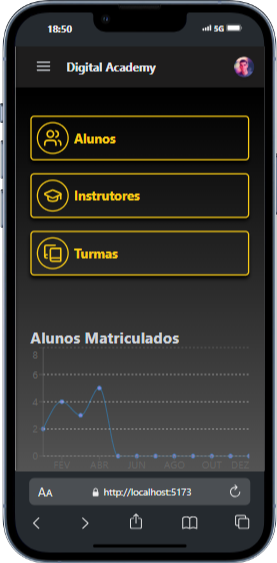 18:50
5G
Digital Academy
Alunos
Instrutores
Turmas
Alunos Matriculados
8
6
4
2
0
FEV ABR JUN AGO OUT DEZ
AA http://localhost:5173